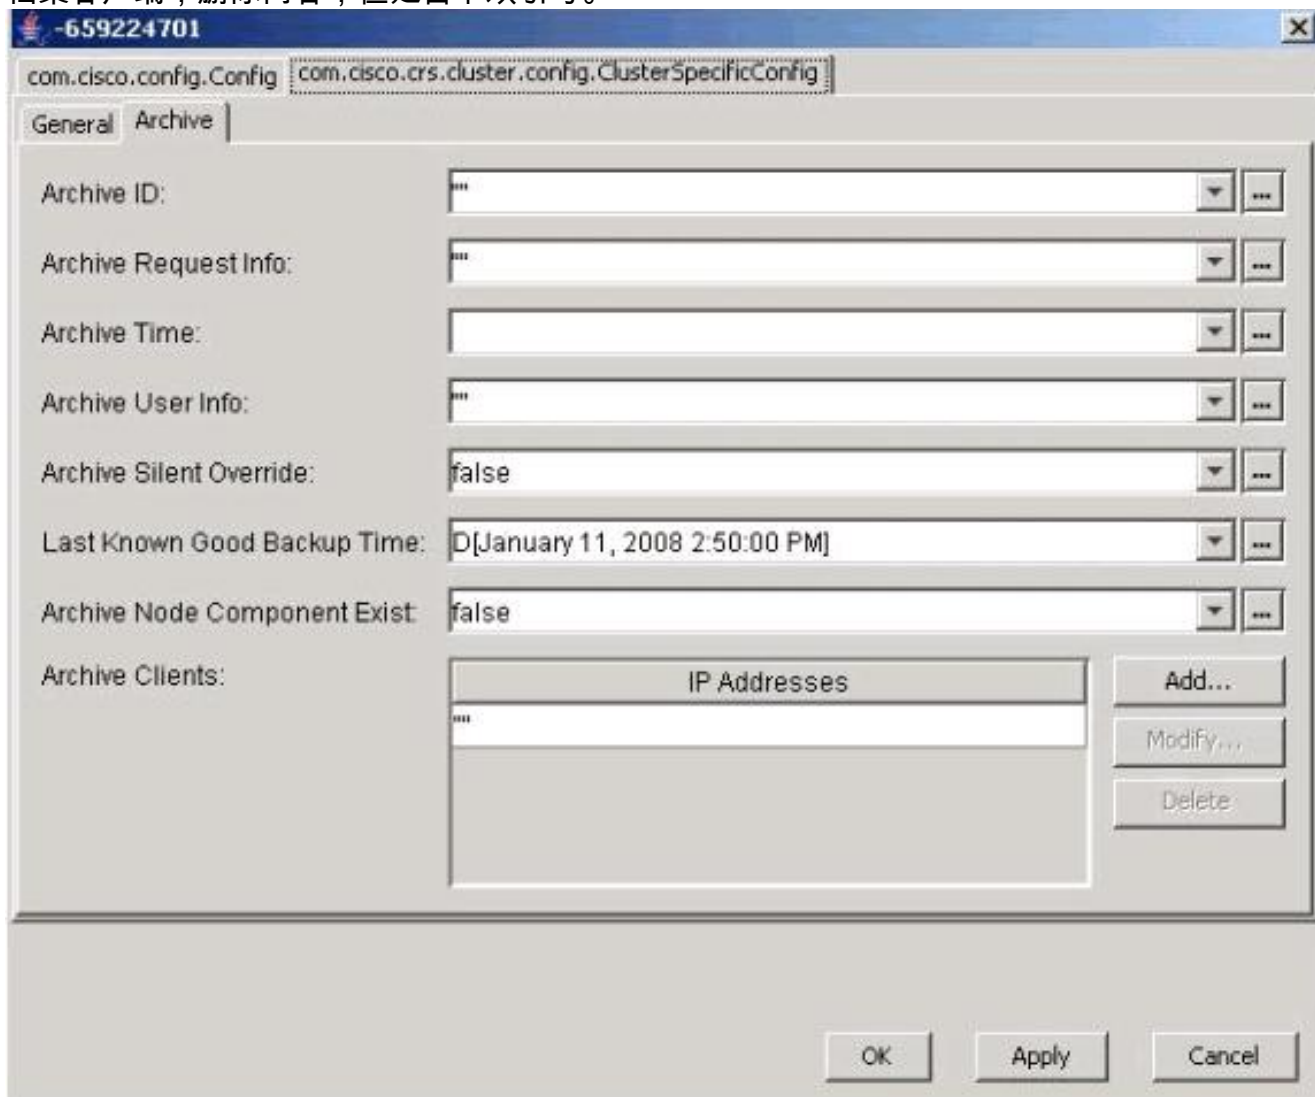 -659224701
com.cisco.config.Config com.cisco.crs.cluster.config.ClusterSpecificConfig
General Archive
Archive ID: ""
Archive Request Info: ""
Archive Time:
Archive User Info: ""
Archive Silent Override: false
Last Known Good Backup Time: D[January 11, 2008 2:50:00 PM]
Archive Node Component Exist: false
Archive Clients: IP Addresses Add...
""
Modify...
Delete
OK Apply Cancel